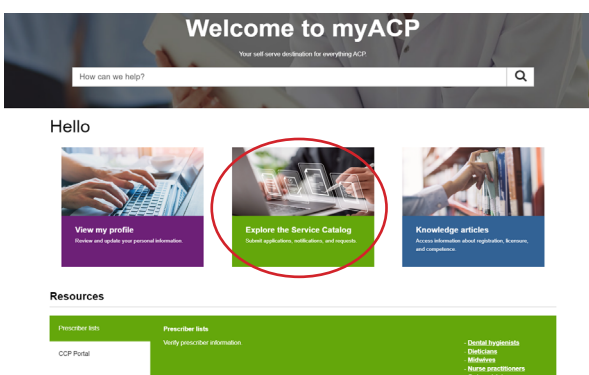 Welcome to myACP
Your self-serve destination for everything ACP.
How can we help?
Hello
View my profile
Review and update your personal information.
Explore the Service Catalog
Submit applications, notifications, and requests.
Knowledge articles
Access information about registration, licensure,
and competence.
Resources
Prescriber lists
CCP Portal
Prescriber lists
Verify prescriber information.
- Dental hygienists
- Dieticians
- Midwives
- Nurse practitioners